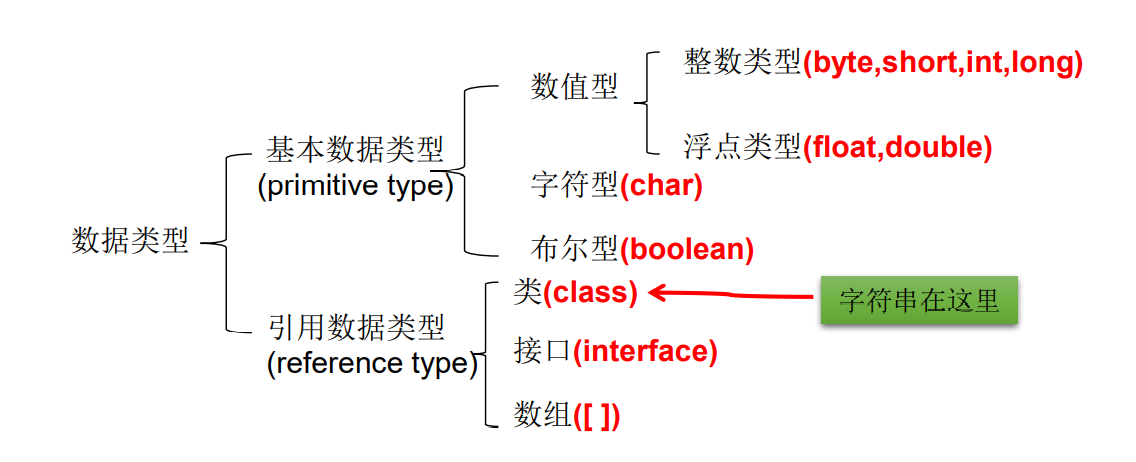 数据类型
基本数据类型
(primitive type)
数值型
整数类型(byte,short,int,long)
浮点类型(float,double)
字符型(char)
布尔型(boolean)
引用数据类型
(reference type)
类(class)
字符串在这里
接口(interface)
数组([ ])